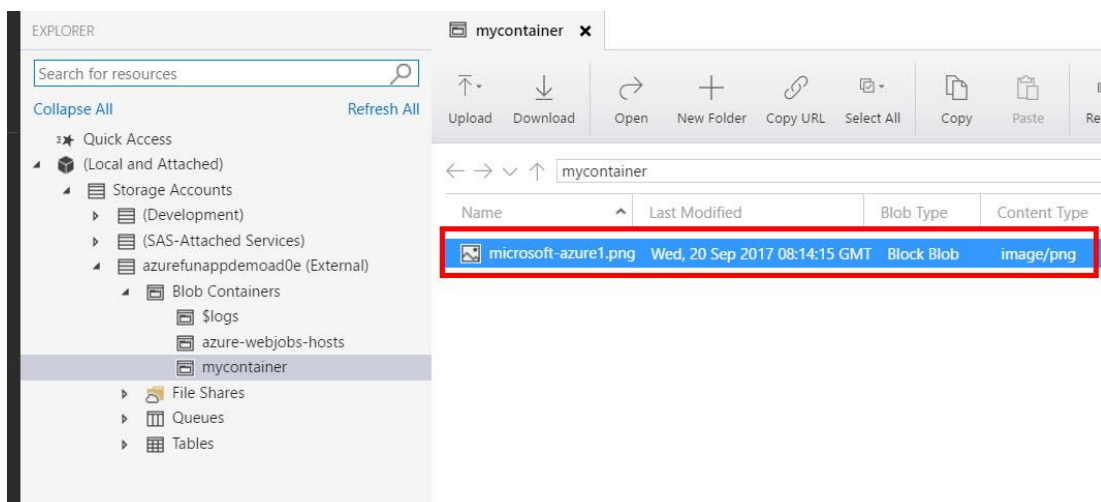 EXPLORER
Search for resources
Collapse All
Refresh All
Quick Access
(Local and Attached)
Storage Accounts
(Development)
(SAS-Attached Services)
azurefunappdemoad0e (External)
Blob Containers
$logs
azure-webjobs-hosts
mycontainer
File Shares
Queues
Tables
mycontainer
Upload Download Open New Folder Copy URL Select All Copy Paste Re
mycontainer
Name Last Modified Blob Type Content Type
microsoft-azure1.png Wed, 20 Sep 2017 08:14:15 GMT Block Blob image/png